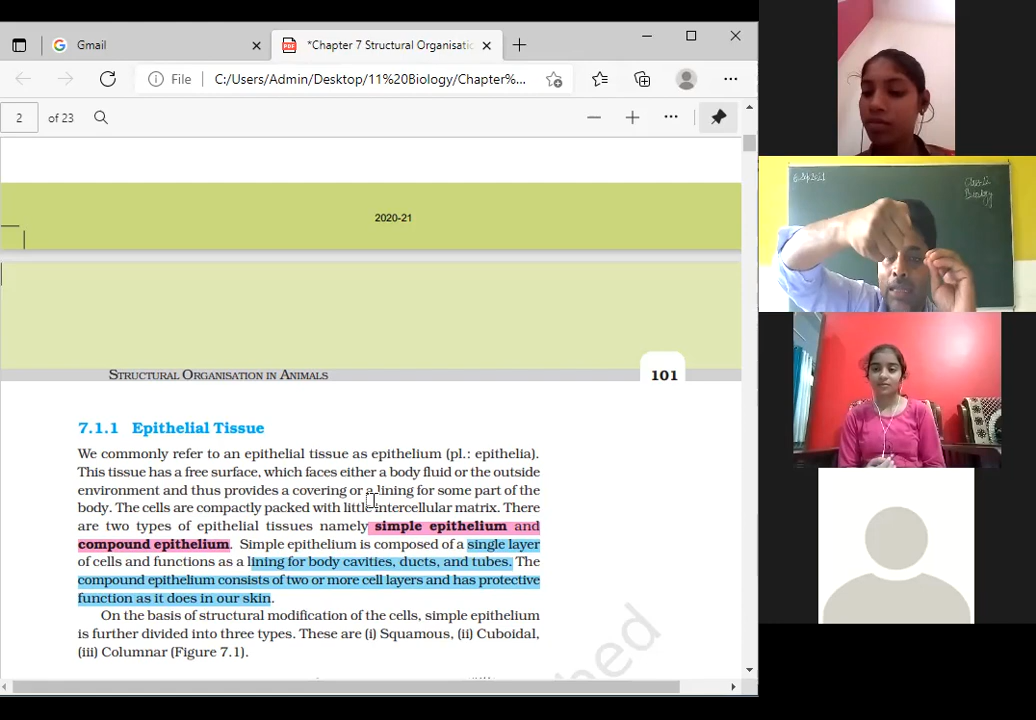 Gmail
*Chapter 7 Structural Organisatio
File
C:/Users/Admin/Desktop/11%20Biology/Chapter%...
2
of 23
2020-21
STRUCTURAL ORGANISATION IN ANIMALS
101
7.1.1 Epithelial Tissue
We commonly refer to an epithelial tissue as epithelium (pl.: epithelia).
This tissue has a free surface, which faces either a body fluid or the outside
environment and thus provides a covering or a lining for some part of the
body. The cells are compactly packed with little intercellular matrix. There
are two types of epithelial tissues namely simple epithelium and
compound epithelium. Simple epithelium is composed of a single layer
of cells and functions as a lining for body cavities, ducts, and tubes. The
compound epithelium consists of two or more cell layers and has protective
function as it does in our skin.
On the basis of structural modification of the cells, simple epithelium
is further divided into three types. These are (i) Squamous, (ii) Cuboidal,
(iii) Columnar (Figure 7.1).
Biology